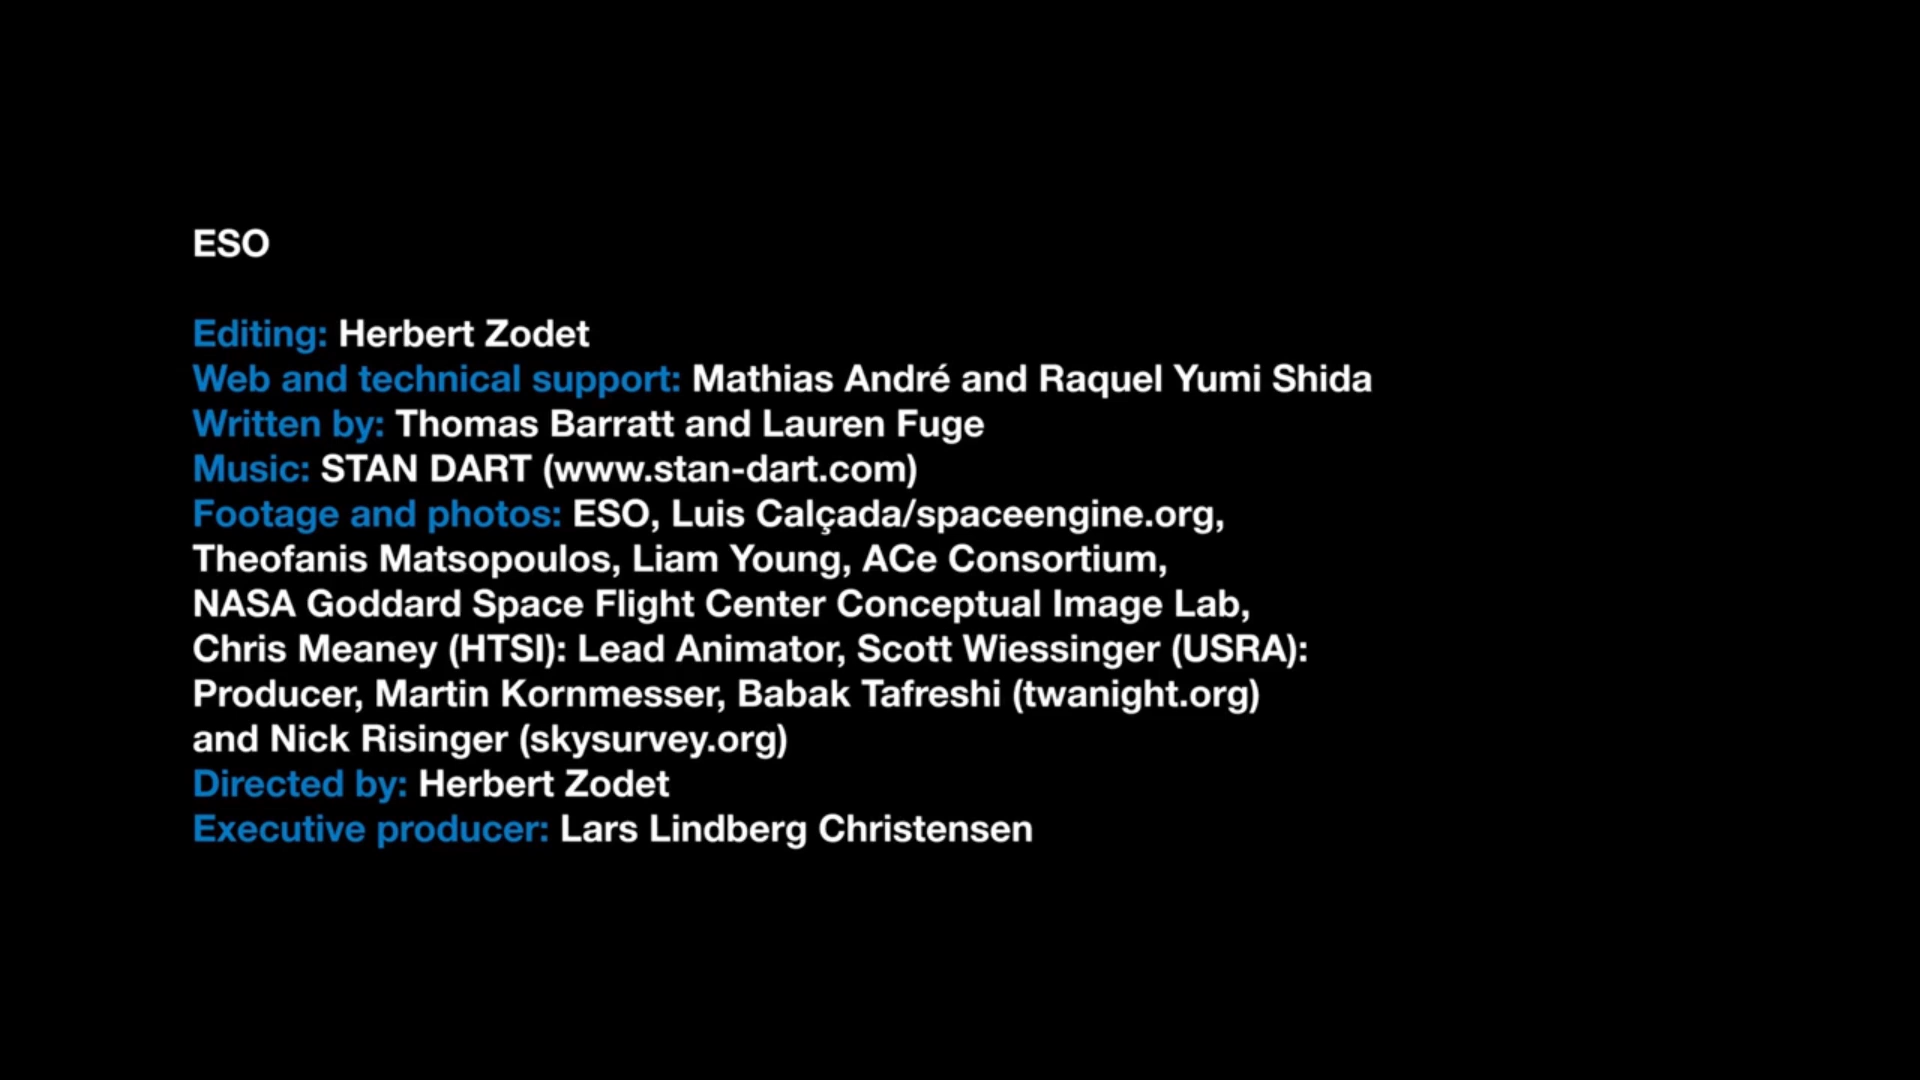 ESO
Editing: Herbert Zodet
Web and technical support: Mathias André and Raquel Yumi Shida
Written by: Thomas Barratt and Lauren Fuge
Music: STAN DART (www.stan-dart.com)
Footage and photos: ESO, Luis Calçada/spaceengine.org,
Theofanis Matsopoulos, Liam Young, ACe Consortium,
NASA Goddard Space Flight Center Conceptual Image Lab,
Chris Meaney (HTSI): Lead Animator, Scott Wiessinger (USRA):
Producer, Martin Kornmesser, Babak Tafreshi (twanight.org)
and Nick Risinger (skysurvey.org)
Directed by: Herbert Zodet
Executive producer: Lars Lindberg Christensen